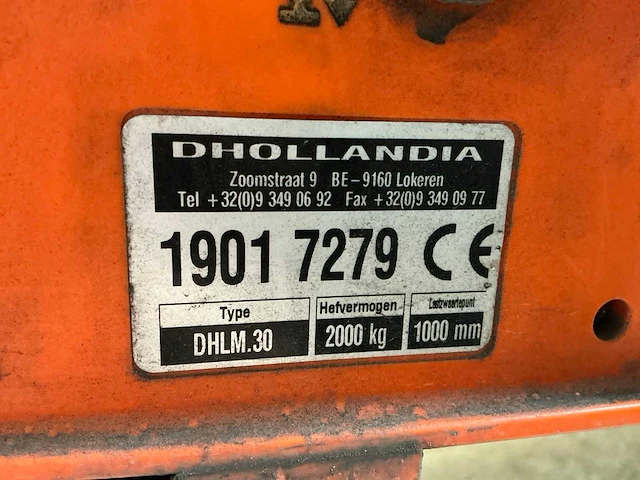 DHOLLANDIA
Zoomstraat 9 BE-9160 Lokeren
Tel +32(0)9 349 06 92 Fax +32(0)9 349 09 77
1901 7279 CE
Type Hefvermogen Lastzwaartepunt
DHLM.30 2000 kg 1000 mm